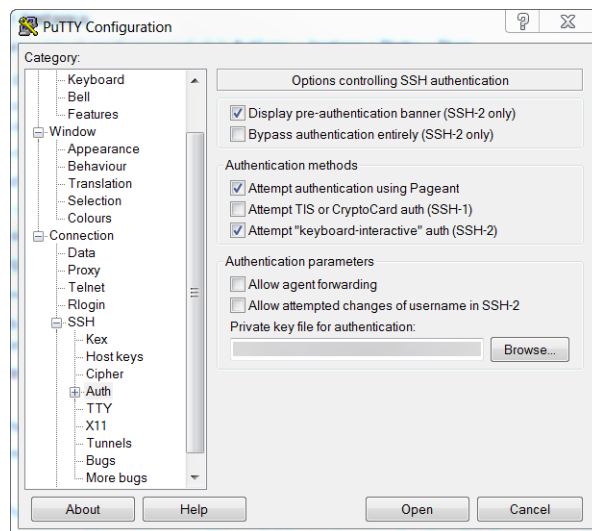 PuTTY Configuration
?
Category:
Keyboard
Bell
Features
Window
Appearance
Behaviour
Translation
Selection
Colours
Connection
Data
Proxy
Telnet
Rlogin
SSH
Kex
Host keys
Cipher
Auth
TTY
X11
Tunnels
Bugs
More bugs
Options controlling SSH authentication
Display pre-authentication banner (SSH-2 only)
Bypass authentication entirely (SSH-2 only)
Authentication methods
Attempt authentication using Pageant
Attempt TIS or CryptoCard auth (SSH-1)
Attempt "keyboard-interactive" auth (SSH-2)
Authentication parameters
Allow agent forwarding
Allow attempted changes of username in SSH-2
Private key file for authentication:
Browse...
About
Help
Open
Cancel